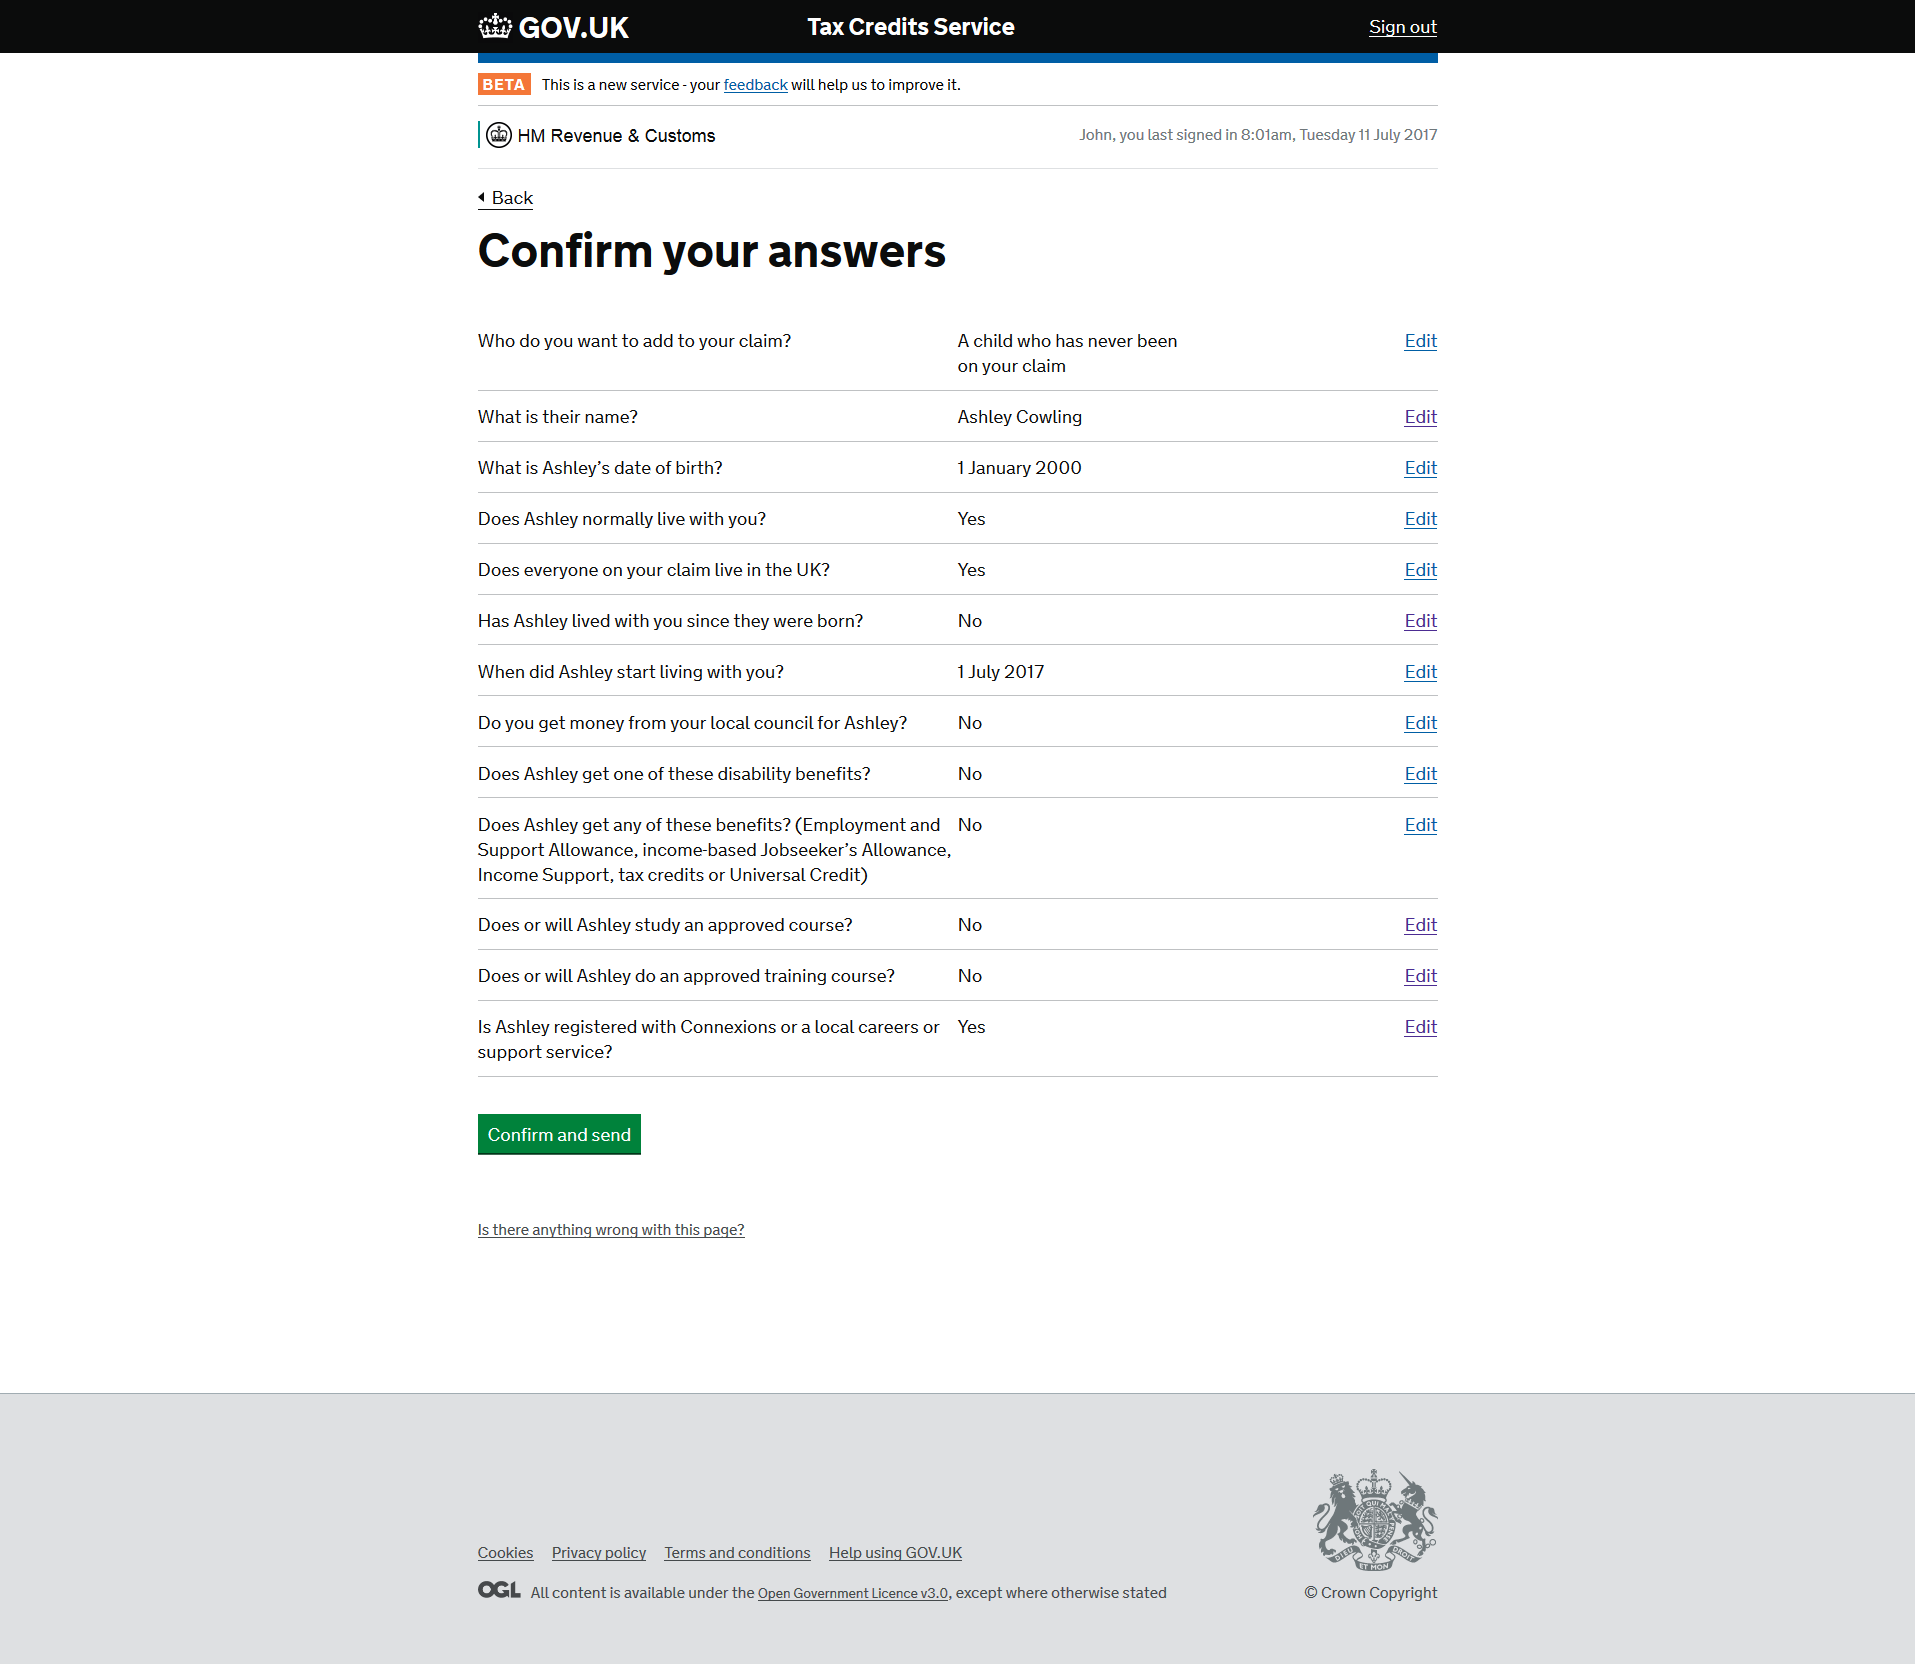 GOV.UK
Tax Credits Service
Sign out
BETA This is a new service - your feedback will help us to improve it.
HM Revenue & Customs
John, you last signed in 8:01am, Tuesday 11 July 2017
Back
Confirm your answers
Who do you want to add to your claim?
A child who has never been
on your claim
Edit
What is their name?
Ashley Cowling
Edit
What is Ashley’s date of birth?
1 January 2000
Edit
Does Ashley normally live with you?
Yes
Edit
Does everyone on your claim live in the UK?
Yes
Edit
Has Ashley lived with you since they were born?
No
Edit
When did Ashley start living with you?
1 July 2017
Edit
Do you get money from your local council for Ashley?
No
Edit
Does Ashley get one of these disability benefits?
No
Edit
Does Ashley get any of these benefits? (Employment and
Support Allowance, income-based Jobseeker’s Allowance,
Income Support, tax credits or Universal Credit)
No
Edit
Does or will Ashley study an approved course?
No
Edit
Does or will Ashley do an approved training course?
No
Edit
Is Ashley registered with Connexions or a local careers or
support service?
Yes
Edit
Confirm and send
Is there anything wrong with this page?
Cookies
Privacy policy
Terms and conditions
Help using GOV.UK
OGL All content is available under the Open Government Licence v3.0, except where otherwise stated
© Crown Copyright